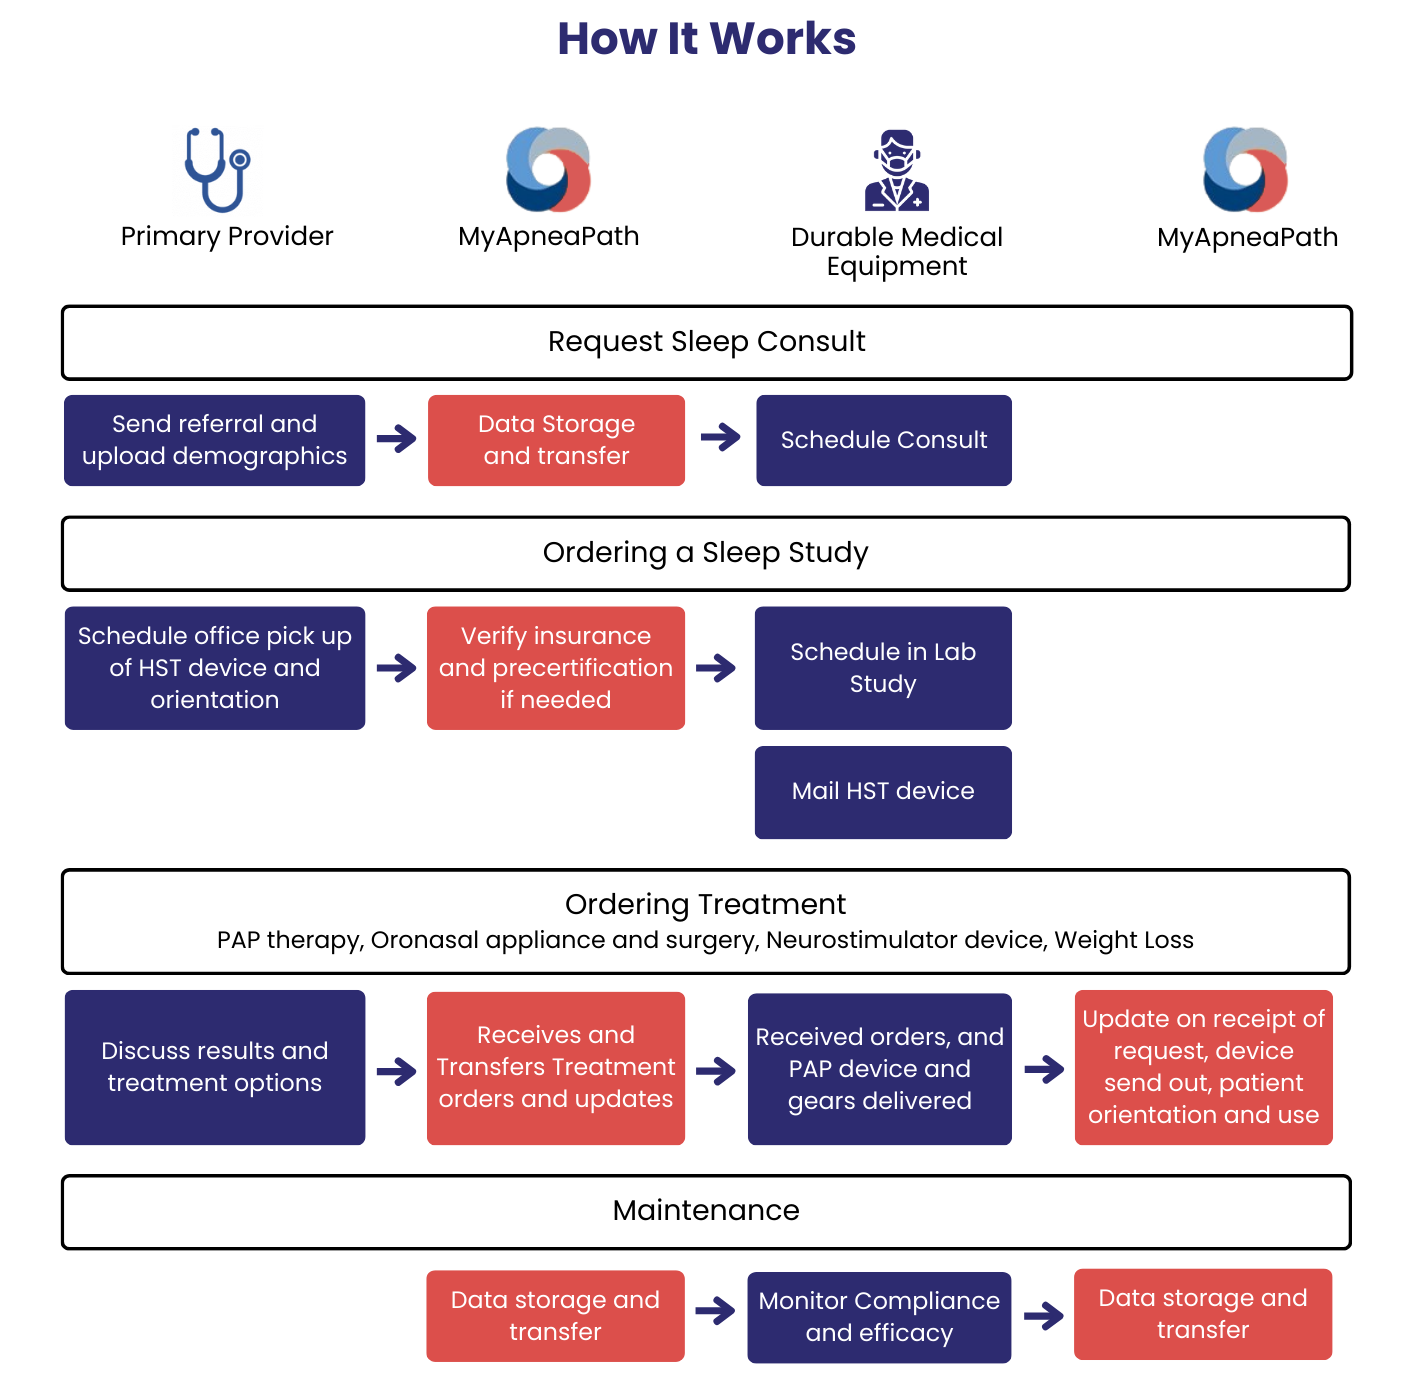 How It Works
Primary Provider
MyApneaPath
Durable Medical
Equipment
MyApneaPath
Request Sleep Consult
Send referral and
upload demographics
Data Storage
and transfer
Schedule Consult
Ordering a Sleep Study
Schedule office pick up
of HST device and
orientation
Verify insurance
and precertification
if needed
Schedule in Lab
Study
Mail HST device
Ordering Treatment
PAP therapy, Oronasal appliance and surgery, Neurostimulator device, Weight Loss
Discuss results and
treatment options
Receives and
Transfers Treatment
orders and updates
Received orders, and
PAP device and
gears delivered
Update on receipt of
request, device
send out, patient
orientation and use
Maintenance
Data storage and
transfer
Monitor Compliance
and efficacy
Data storage and
transfer